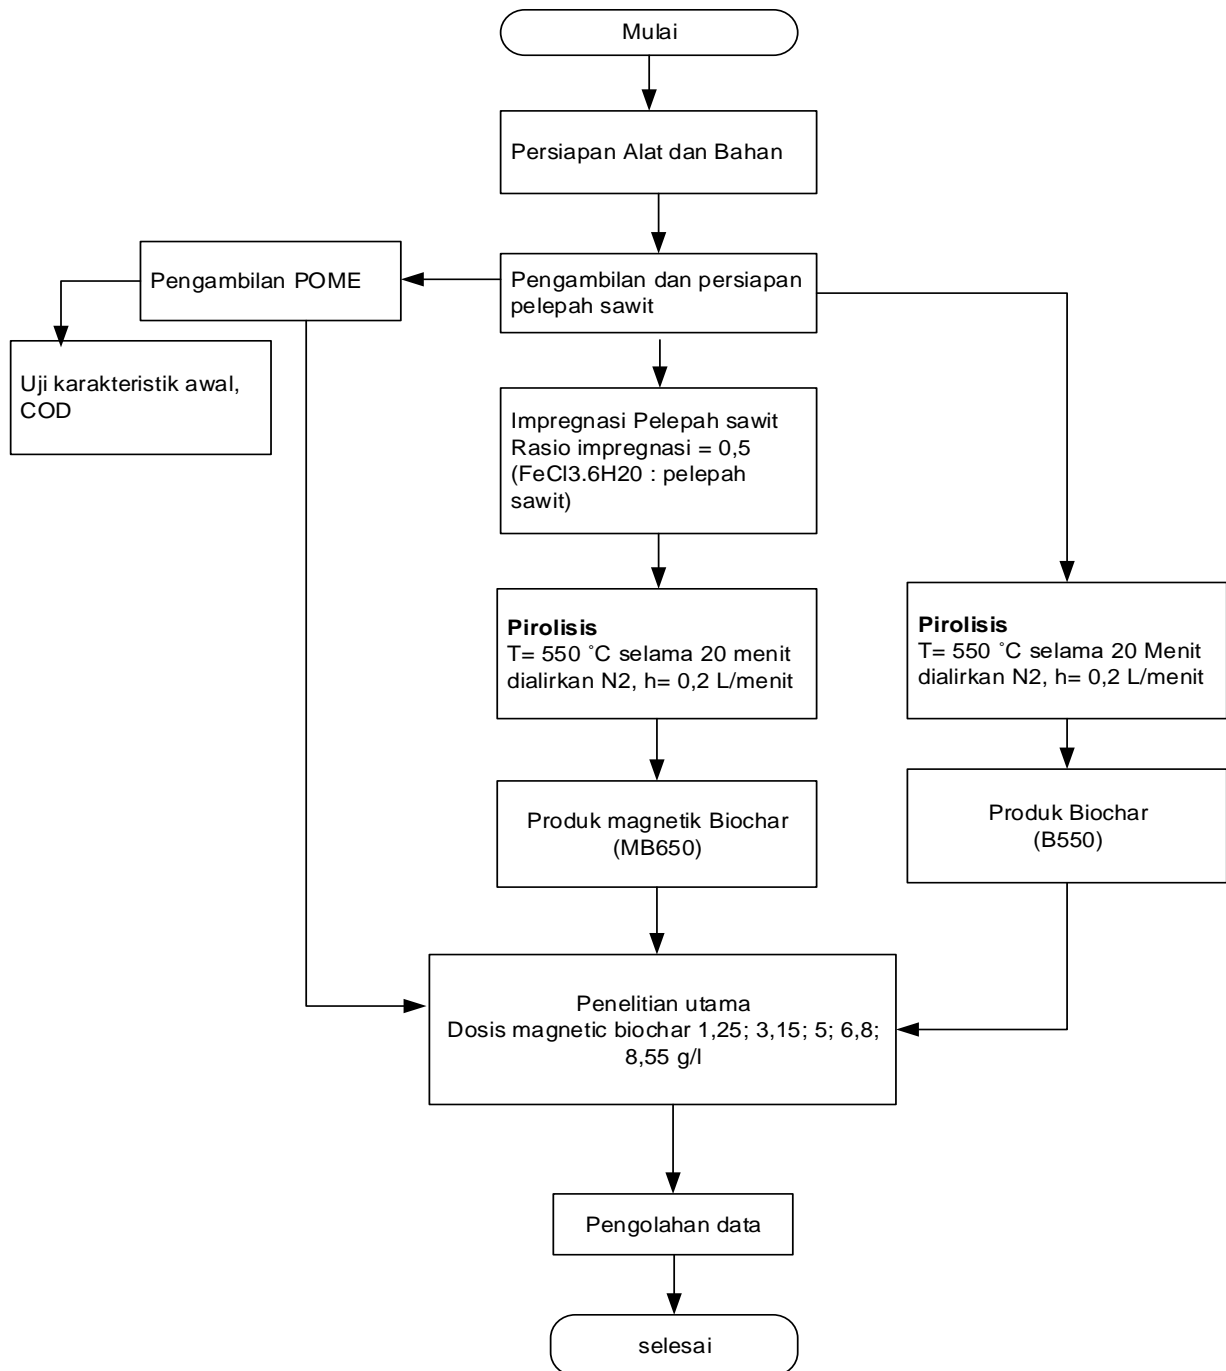 Mulai
Persiapan Alat dan Bahan
Pengambilan POME
Pengambilan dan persiapan
pelepah sawit
Uji karakteristik awal,
COD
Impregnasi Pelepah sawit
Rasio impregnasi = 0,5
(FeCl3.6H20 : pelepah
sawit)
Pirolisis
T= 550 ˚C selama 20 menit
dialirkan N2, h= 0,2 L/menit
Pirolisis
T= 550 ˚C selama 20 Menit
dialirkan N2, h= 0,2 L/menit
Produk magnetik Biochar
(MB650)
Produk Biochar
(B550)
Penelitian utama
Dosis magnetic biochar 1,25; 3,15; 5; 6,8;
8,55 g/l
Pengolahan data
selesai